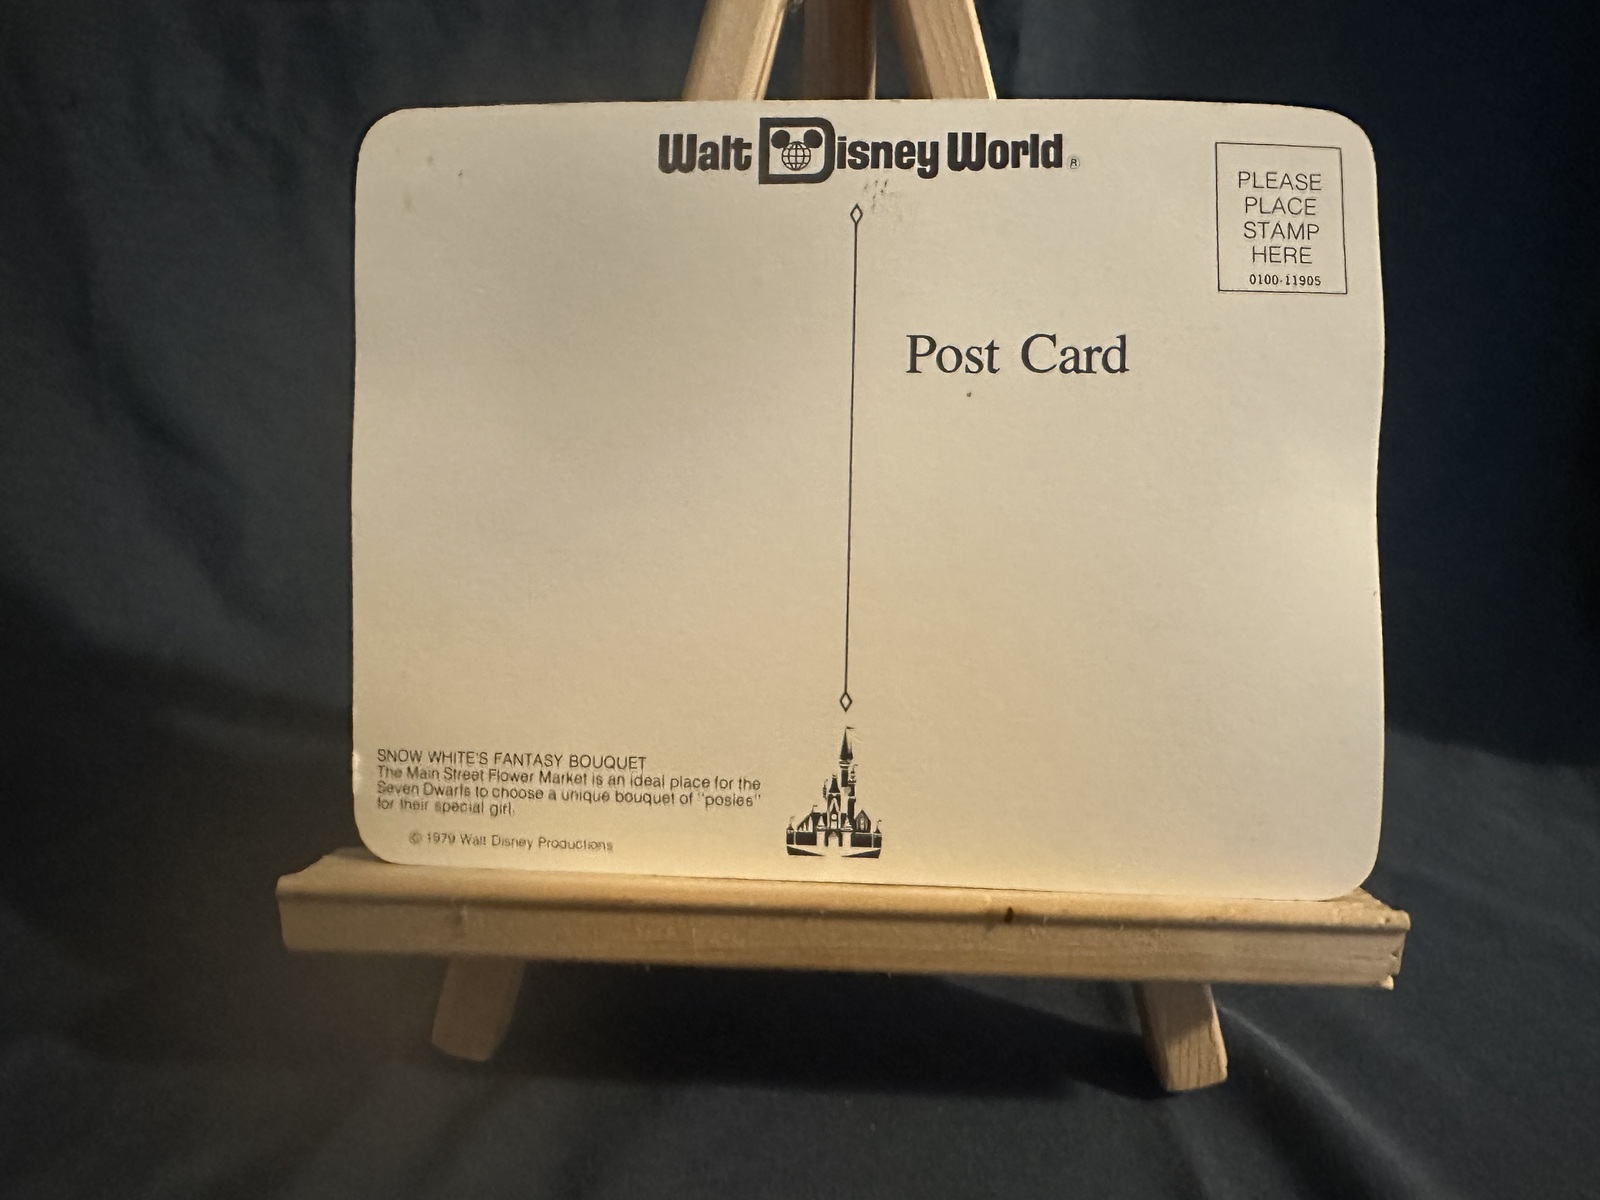 Walt Disney World ®
PLEASE
PLACE
STAMP
HERE
0100-11905
Post Card
SNOW WHITE'S FANTASY BOUQUET
The Main Street Flower Market is an ideal place for the
Seven Dwarfs to choose a unique bouquet of "posies"
for their special girl.
© 1979 Walt Disney Productions